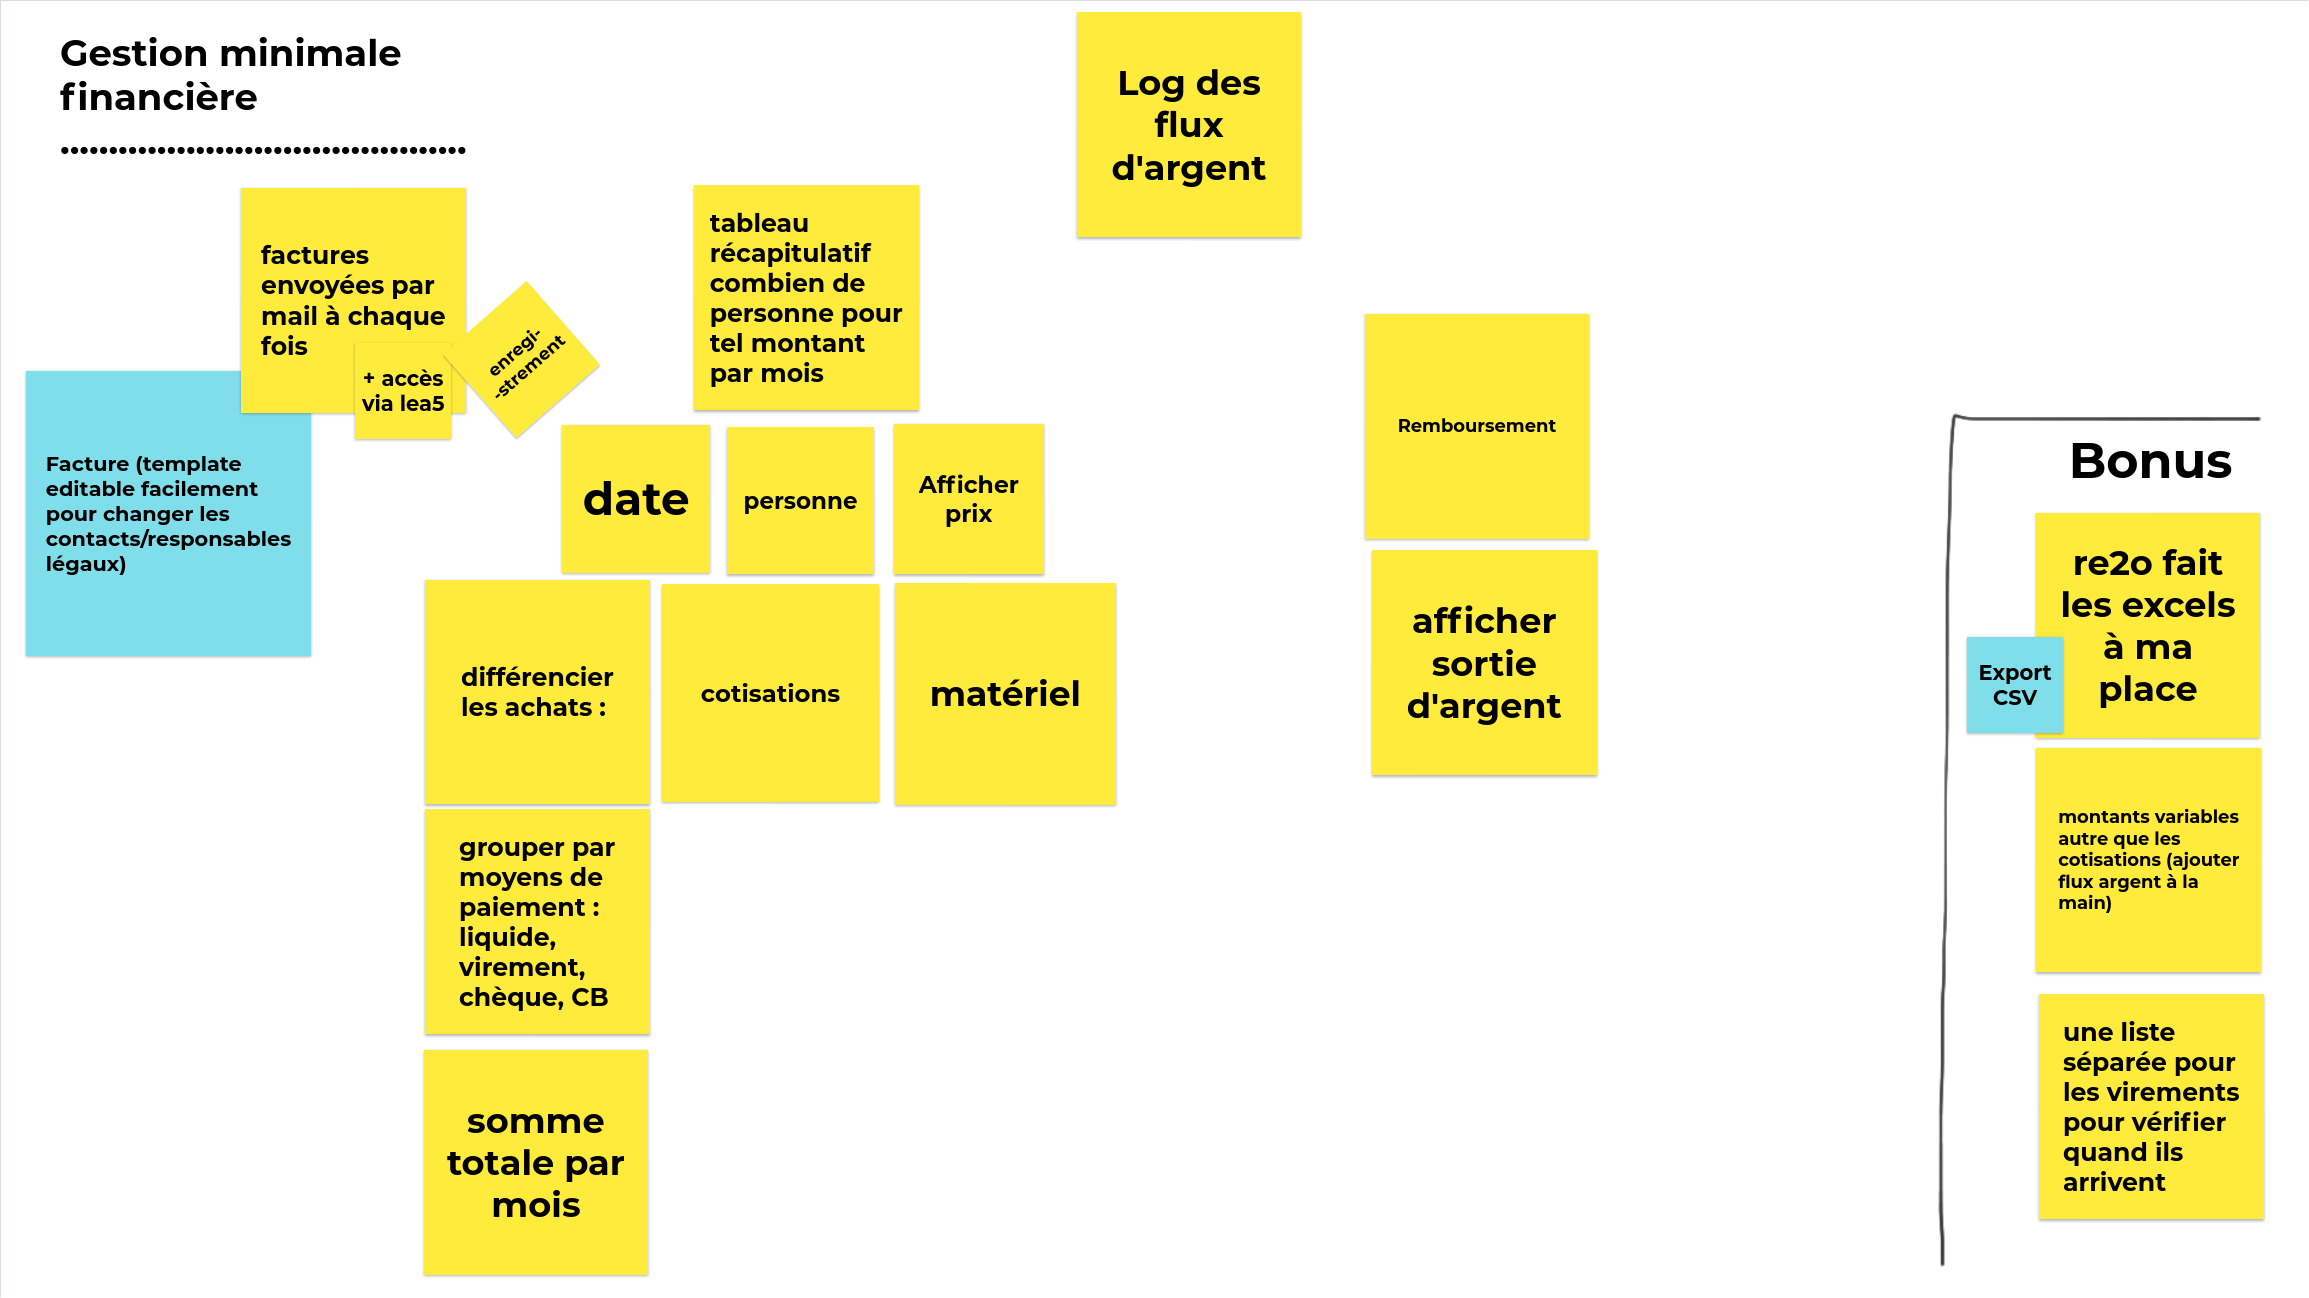 Gestion minimale
financière
Log des
flux
d'argent
factures
envoyées par
mail à chaque
fois
+ accès
via lea5
enregi-
-strement
tableau
récapitulatif
combien de
personne pour
tel montant
par mois
Facture (template
editable facilement
pour changer les
contacts/responsables
légaux)
date
personne
Afficher
prix
différencier
les achats :
cotisations
matériel
grouper par
moyens de
paiement :
liquide,
virement,
chèque, CB
somme
totale par
mois
Remboursement
afficher
sortie
d'argent
Bonus
re2o fait
les excels
à ma
place
Export
CSV
montants variables
autre que les
cotisations (ajouter
flux argent à la
main)
une liste
séparée pour
les virements
pour vérifier
quand ils
arrivent